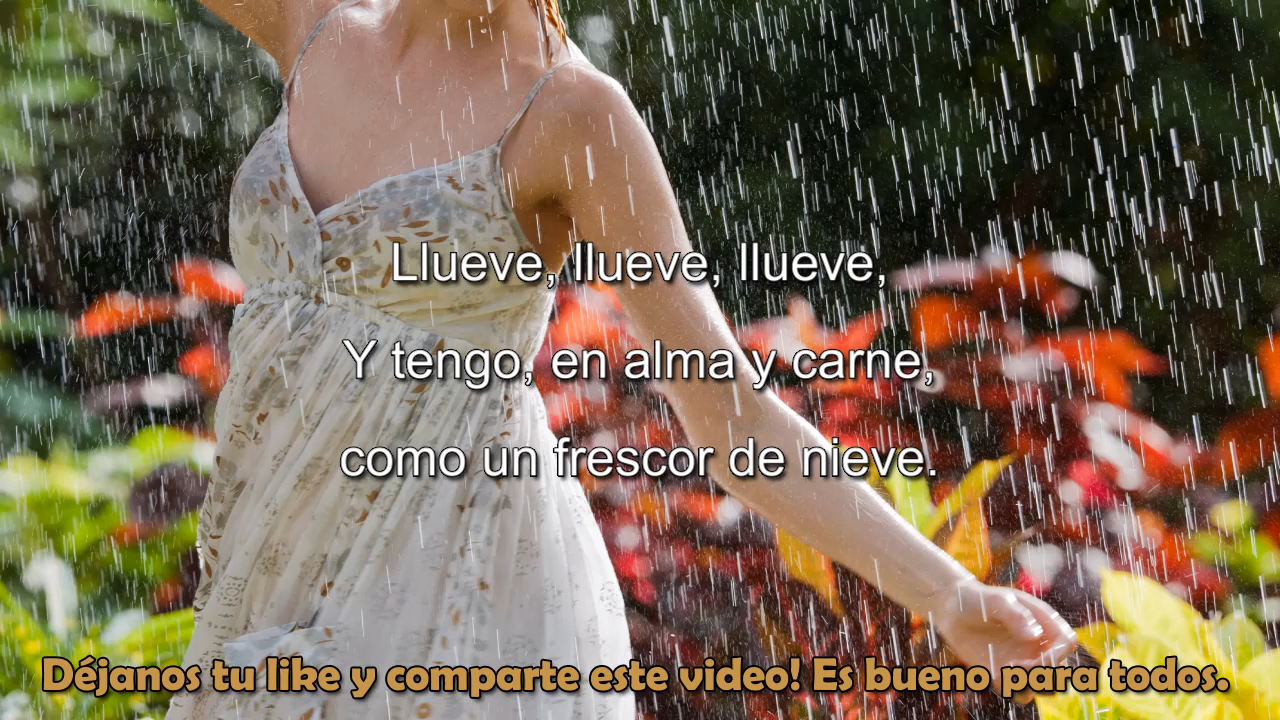 Llueve, llueve, llueve,
Y tengo, en alma y carne,
como un frescor de nieve.
Déjanos tu like y comparte este video! Es bueno para todos.